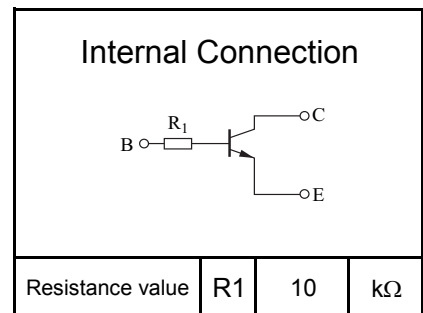 Internal Connection
C
R1
B
E
Resistance value R1 10 kΩ